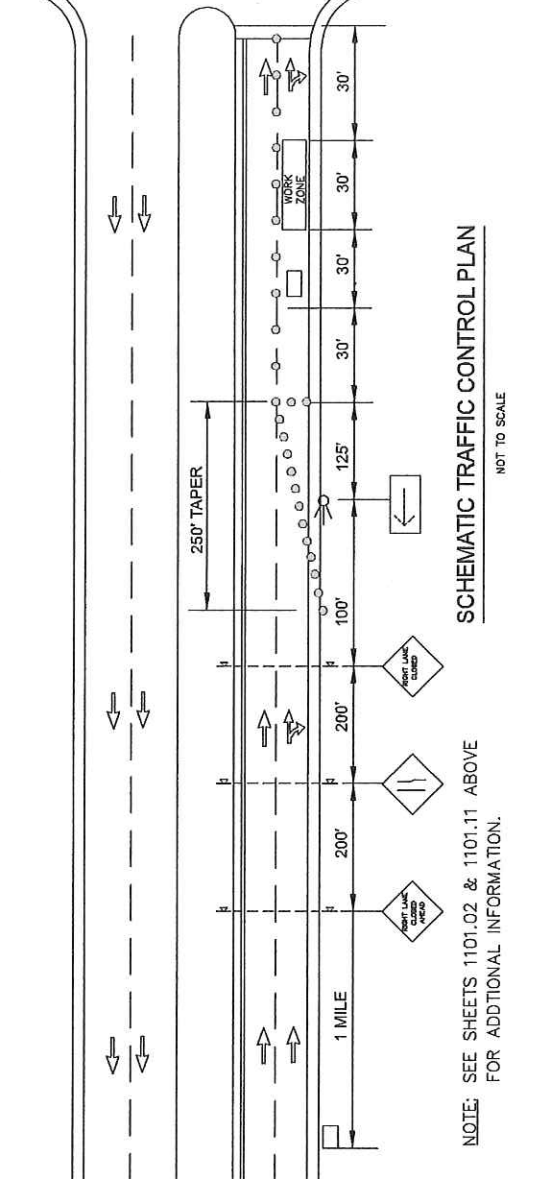 250' TAPER
WORK
ZONE
1 MILE
200'
200'
100'
125'
30'
30'
30'
30'
RIGHT LANE
CLOSED
AHEAD
RIGHT LANE
CLOSED
SCHEMATIC TRAFFIC CONTROL PLAN
NOT TO SCALE
NOTE: SEE SHEETS 1101.02 & 1101.11 ABOVE
FOR ADDTIONAL INFORMATION.